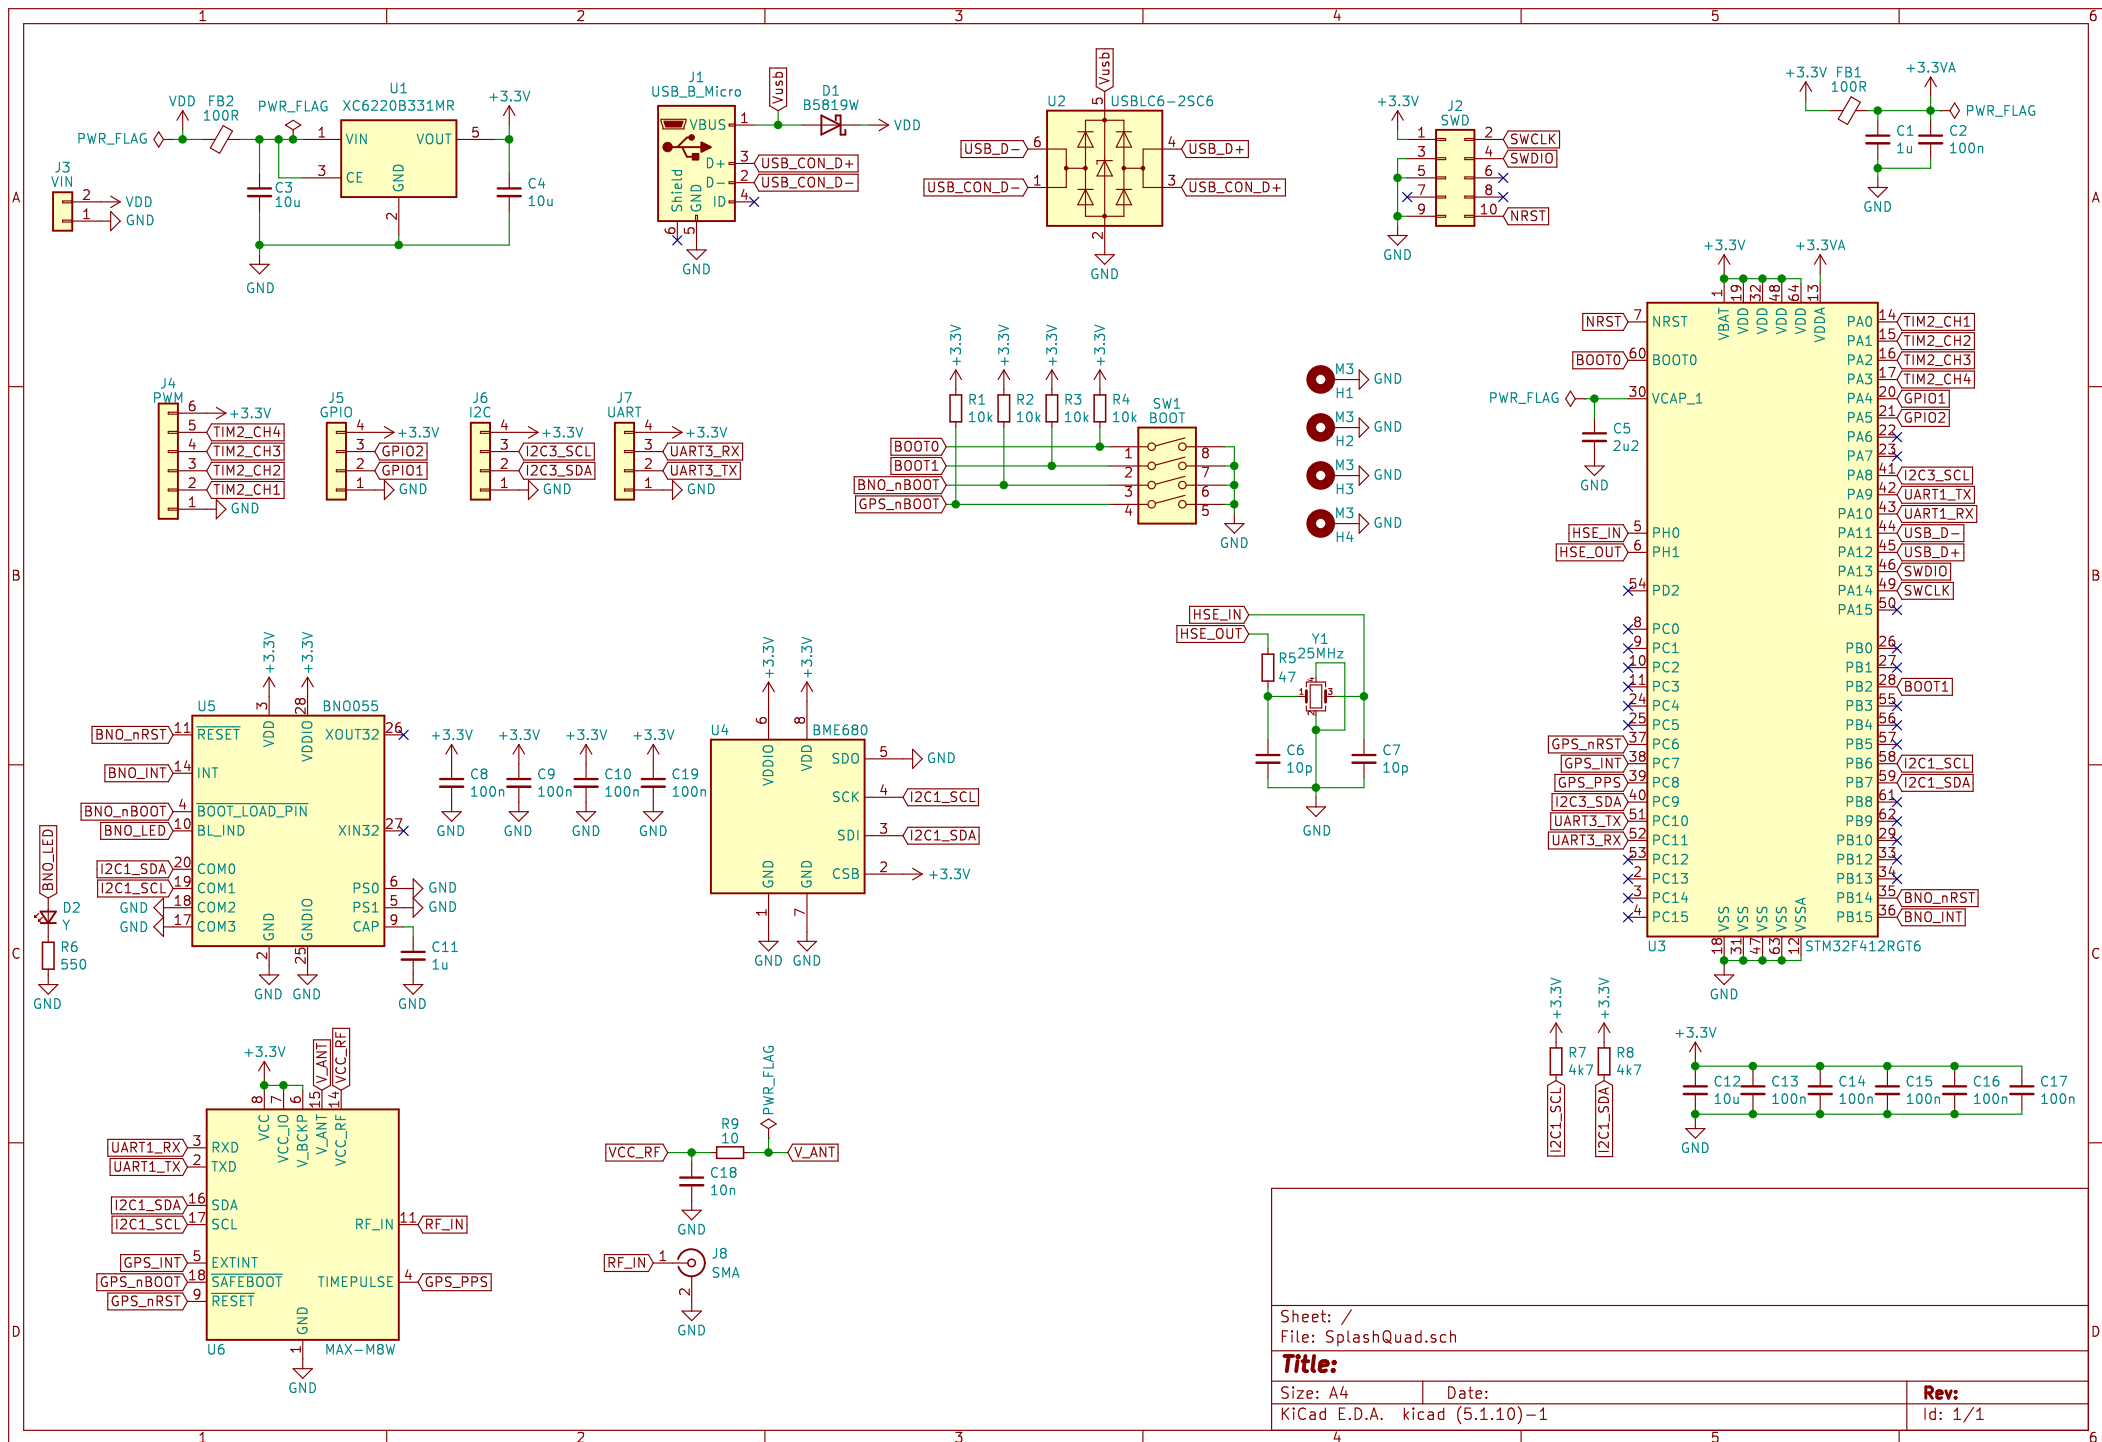 1 2 3 4 5 6
A
B
C
D
U1
XC6220B331MR
VDD FB2
100R
PWR_FLAG
PWR_FLAG
+3.3V
1 VIN VOUT 5
3 CE GND
2
C3
10u
C4
10u
GND
J3
VIN
2 VDD
1 GND
J1
USB_B_Micro
Vusb
D1
B5819W
VBUS 1 VDD
D+ 3 USB_CON_D+
D- 2 USB_CON_D-
ID 4
Shield GND
6 5
GND
Vusb
U2 5 USBLC6-2SC6
USB_D- 6 4 USB_D+
USB_CON_D- 1 3 USB_CON_D+
2
GND
+3.3V
J2
SWD
1 2 SWCLK
3 4 SWDIO
5 6
7 8
9 10 NRST
GND
+3.3V FB1
100R
+3.3VA
PWR_FLAG
C1
1u
C2
100n
GND
J4
PWM
6 +3.3V
5 TIM2_CH4
4 TIM2_CH3
3 TIM2_CH2
2 TIM2_CH1
1 GND
J5
GPIO
4 +3.3V
3 GPIO2
2 GPIO1
1 GND
J6
I2C
4 +3.3V
3 I2C3_SCL
2 I2C3_SDA
1 GND
J7
UART
4 +3.3V
3 UART3_RX
2 UART3_TX
1 GND
+3.3V +3.3V +3.3V +3.3V
R1
10k
R2
10k
R3
10k
R4
10k
SW1
BOOT
BOOT0 1 8
BOOT1 2 7
BNO_nBOOT 3 6
GPS_nBOOT 4 5
GND
M3
H1 GND
M3
H2 GND
M3
H3 GND
M3
H4 GND
HSE_IN
HSE_OUT
R5
47
Y1
25MHz
1 2 3 4
C6
10p
C7
10p
GND
+3.3V +3.3VA
1 19 32 48 64 13
VBAT VDD VDD VDD VDD VDDA
NRST 7 NRST
BOOT0 60 BOOT0
PWR_FLAG 30 VCAP_1
C5
2u2
GND
HSE_IN 5 PH0
HSE_OUT 6 PH1
54 PD2
8 PC0
9 PC1
10 PC2
11 PC3
24 PC4
25 PC5
GPS_nRST 37 PC6
GPS_INT 38 PC7
GPS_PPS 39 PC8
I2C3_SDA 40 PC9
UART3_TX 51 PC10
UART3_RX 52 PC11
53 PC12
2 PC13
3 PC14
4 PC15
PA0 14 TIM2_CH1
PA1 15 TIM2_CH2
PA2 16 TIM2_CH3
PA3 17 TIM2_CH4
PA4 20 GPIO1
PA5 21 GPIO2
PA6 22
PA7 23
PA8 41 I2C3_SCL
PA9 42 UART1_TX
PA10 43 UART1_RX
PA11 44 USB_D-
PA12 45 USB_D+
PA13 46 SWDIO
PA14 49 SWCLK
PA15 50
PB0 26
PB1 27
PB2 28 BOOT1
PB3 55
PB4 56
PB5 57
PB6 58 I2C1_SCL
PB7 59 I2C1_SDA
PB8 61
PB9 62
PB10 29
PB12 33
PB13 34
PB14 35 BNO_nRST
PB15 36 BNO_INT
VSS VSS VSS VSS VSSA
18 31 47 63 12
U3 STM32F412RGT6
GND
+3.3V +3.3V
U5 3 28 BNO055
VDD VDDIO
BNO_nRST 11 RESET XOUT32 26
BNO_INT 14 INT
BNO_nBOOT 4 BOOT_LOAD_PIN
BNO_LED 10 BL_IND XIN32 27
I2C1_SDA 20 COM0
I2C1_SCL 19 COM1 PS0 6 GND
GND 18 COM2 PS1 5 GND
GND 17 COM3 CAP 9
GND GNDIO
2 25
GND GND
C11
1u
GND
BNO_LED
D2
Y
R6
550
GND
+3.3V +3.3V +3.3V +3.3V
C8
100n
C9
100n
C10
100n
C19
100n
GND GND GND GND
+3.3V +3.3V
6 8
U4 BME680
VDDIO VDD
SDO 5 GND
SCK 4 I2C1_SCL
SDI 3 I2C1_SDA
CSB 2 +3.3V
GND GND
1 7
GND GND
+3.3V V_ANT VCC_RF
8 7 6 15 14
VCC VCC_IO V_BCKP V_ANT VCC_RF
UART1_RX 3 RXD
UART1_TX 2 TXD
I2C1_SDA 16 SDA
I2C1_SCL 17 SCL RF_IN 11 RF_IN
GPS_INT 5 EXTINT
GPS_nBOOT 18 SAFEBOOT TIMEPULSE 4 GPS_PPS
GPS_nRST 9 RESET
GND
U6 1 MAX-M8W
GND
PWR_FLAG
R9
10
VCC_RF V_ANT
C18
10n
GND
RF_IN 1 J8
SMA
2
GND
+3.3V +3.3V
R7
4k7
R8
4k7
I2C1_SCL I2C1_SDA
+3.3V
C12
10u
C13
100n
C14
100n
C15
100n
C16
100n
C17
100n
GND
Sheet: /
File: SplashQuad.sch
Title:
Size: A4 Date: Rev:
KiCad E.D.A. kicad (5.1.10)-1 Id: 1/1
A
B
C
D
1 2 3 4 5 6